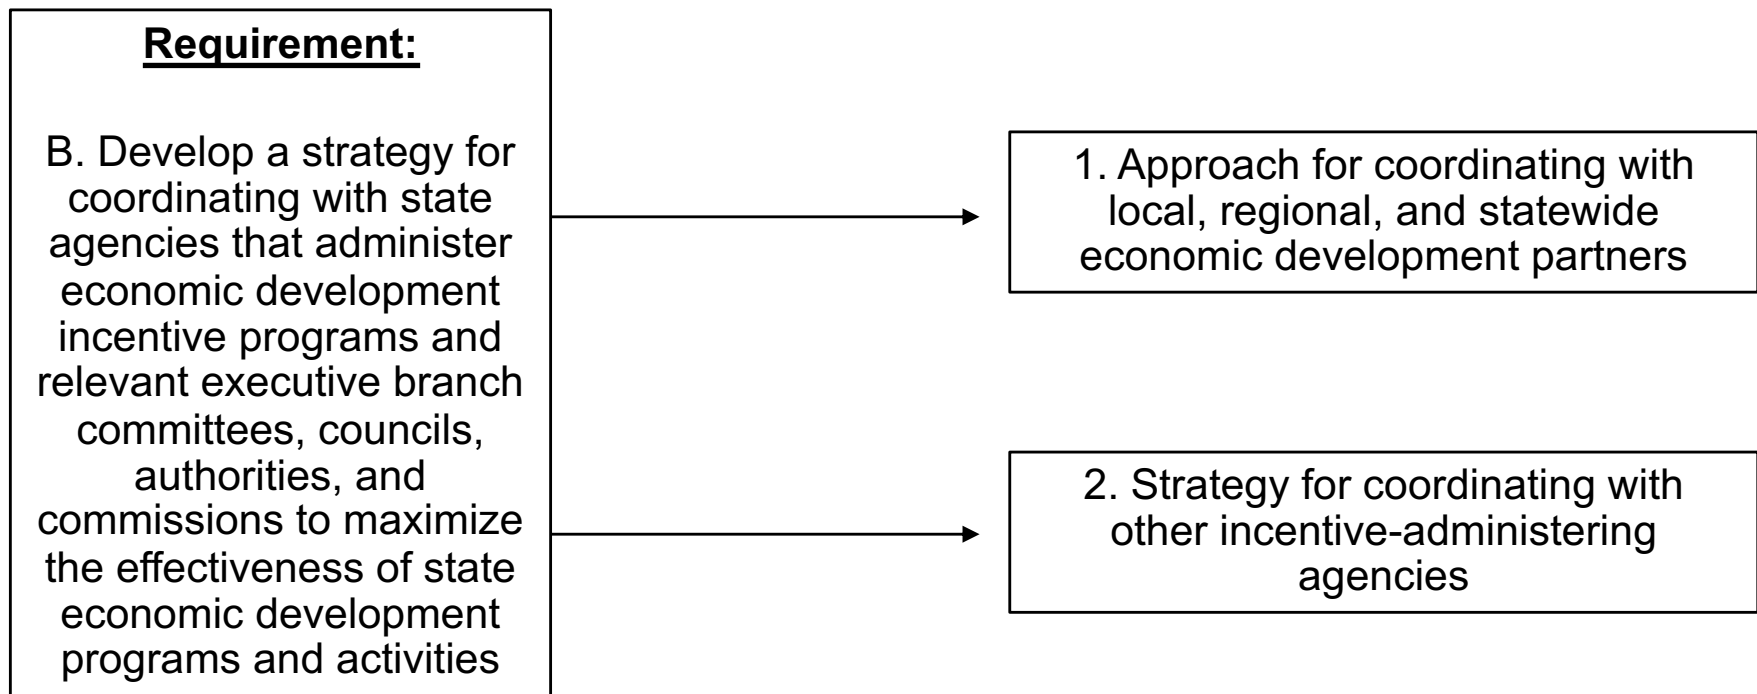 Requirement:
B. Develop a strategy for
coordinating with state
agencies that administer
economic development
incentive programs and
relevant executive branch
committees, councils,
authorities, and
commissions to maximize
the effectiveness of state
economic development
programs and activities
1. Approach for coordinating with
local, regional, and statewide
economic development partners
2. Strategy for coordinating with
other incentive-administering
agencies